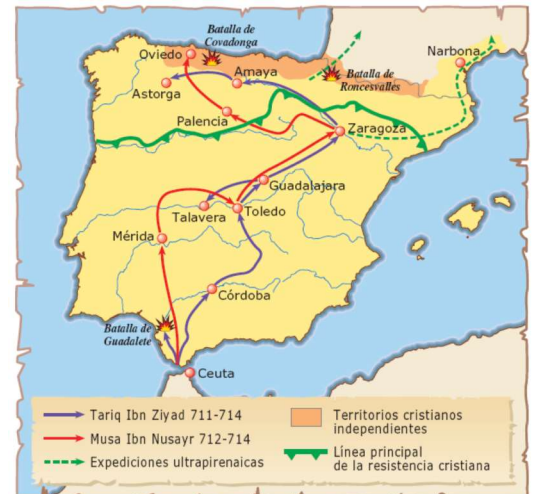 Batalla de
Covadonga
Oviedo
Narbona
Amaya
Batalla de
Roncesvalles
Astorga
Palencia
Zaragoza
Guadalajara
Talavera
Toledo
Mérida
Córdoba
Batalla de
Guadalete
Ceuta
Tariq Ibn Ziyad 711-714
Musa Ibn Nusayr 712-714
Expediciones ultrapirenaicas
Territorios cristianos
independientes
Línea principal
de la resistencia cristiana